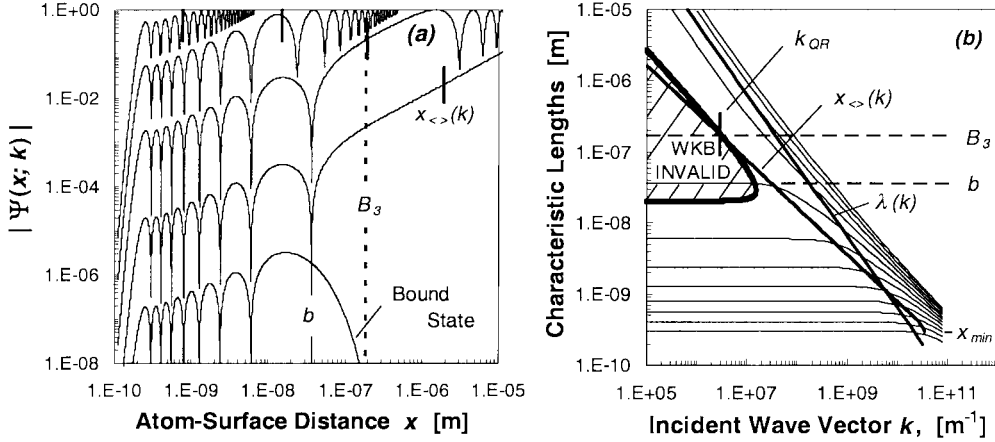 1.E+00
1.E-02
1.E-04
1.E-06
1.E-08
| Ψ(x; k) |
(a)
x<>(k)
B3
b
Bound
State
1.E-10 1.E-09 1.E-08 1.E-07 1.E-06 1.E-05
Atom-Surface Distance x [m]
1.E-05
1.E-06
1.E-07
1.E-08
1.E-09
1.E-10
Characteristic Lengths [m]
(b)
kQR
x<>(k)
B3
WKB
INVALID
b
λ(k)
xmin
1.E+05 1.E+07 1.E+09 1.E+11
Incident Wave Vector k, [m⁻¹]